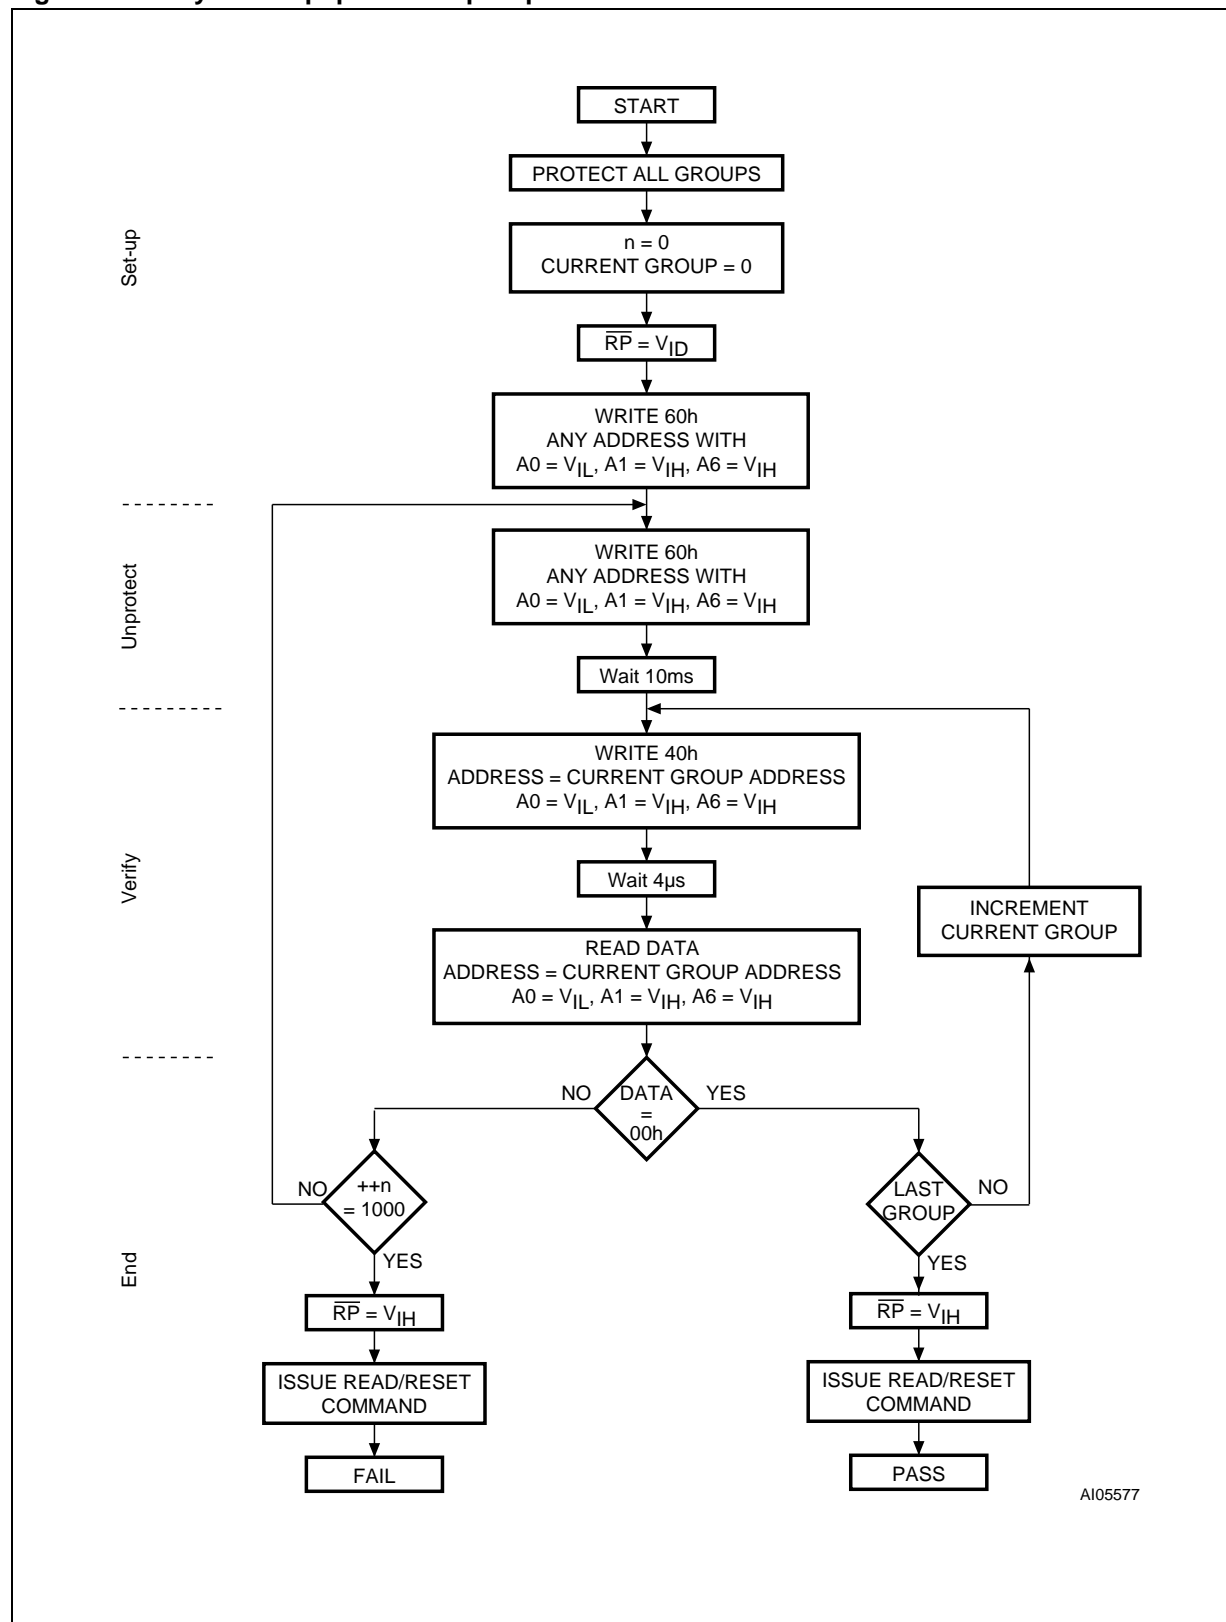 START
PROTECT ALL GROUPS
n = 0
CURRENT GROUP = 0
Set-up
RP = VID
WRITE 60h
ANY ADDRESS WITH
A0 = VIL, A1 = VIH, A6 = VIH
Unprotect
WRITE 60h
ANY ADDRESS WITH
A0 = VIL, A1 = VIH, A6 = VIH
Wait 10ms
Verify
WRITE 40h
ADDRESS = CURRENT GROUP ADDRESS
A0 = VIL, A1 = VIH, A6 = VIH
Wait 4µs
READ DATA
ADDRESS = CURRENT GROUP ADDRESS
A0 = VIL, A1 = VIH, A6 = VIH
INCREMENT
CURRENT GROUP
End
NO
DATA
=
00h
YES
NO
++n
= 1000
YES
LAST
GROUP
NO
YES
RP = VIH
RP = VIH
ISSUE READ/RESET
COMMAND
ISSUE READ/RESET
COMMAND
FAIL
PASS
AI05577